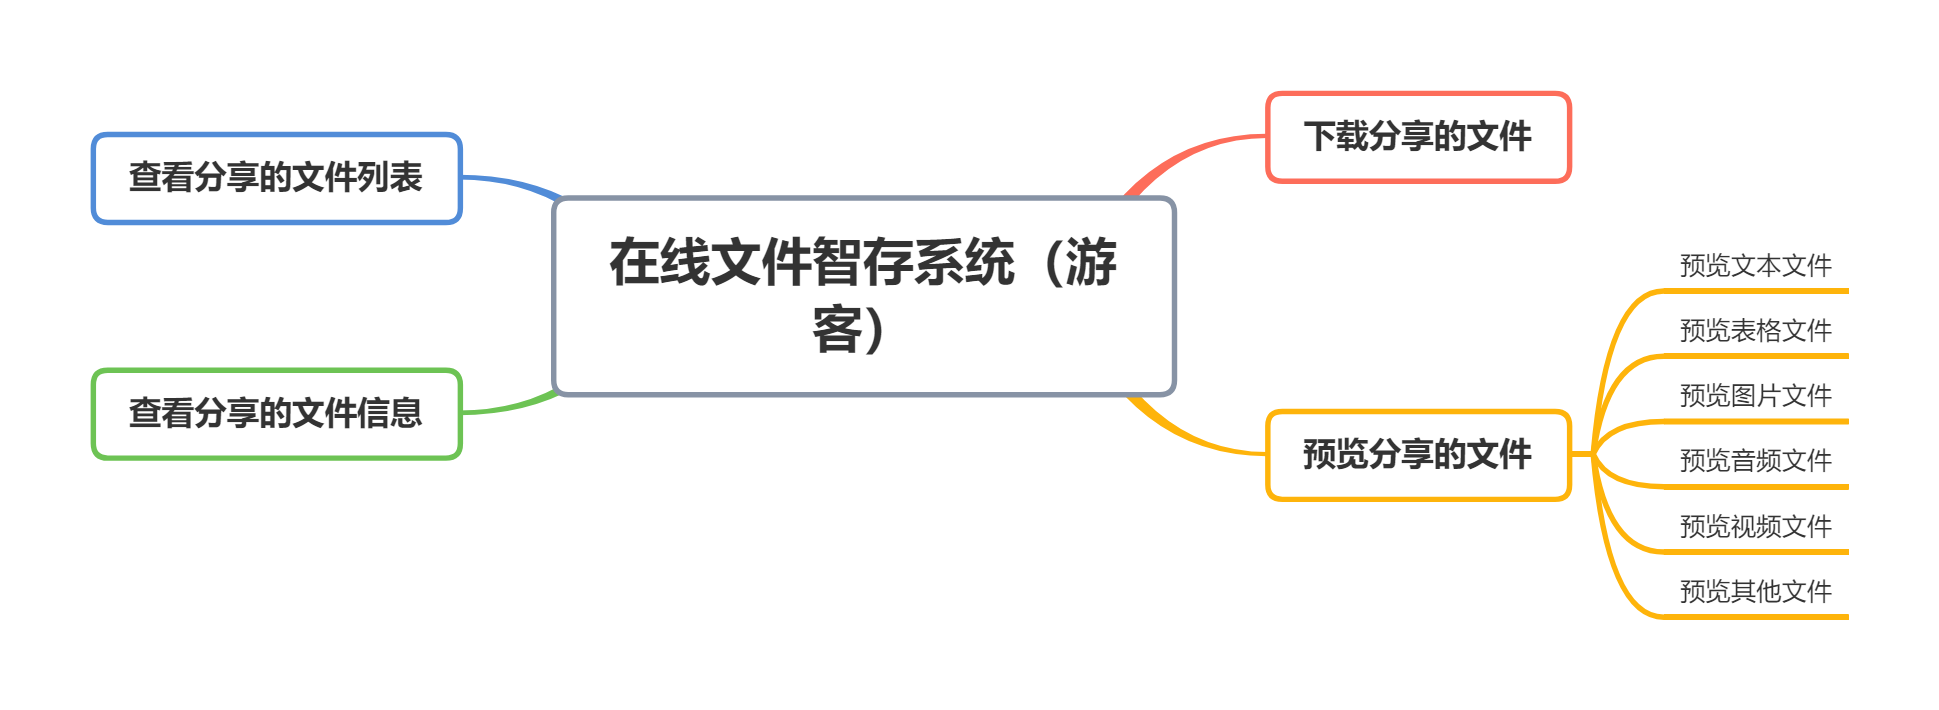 查看分享的文件列表
查看分享的文件信息
在线文件智存系统（游
客）
下载分享的文件
预览分享的文件
预览文本文件
预览表格文件
预览图片文件
预览音频文件
预览视频文件
预览其他文件